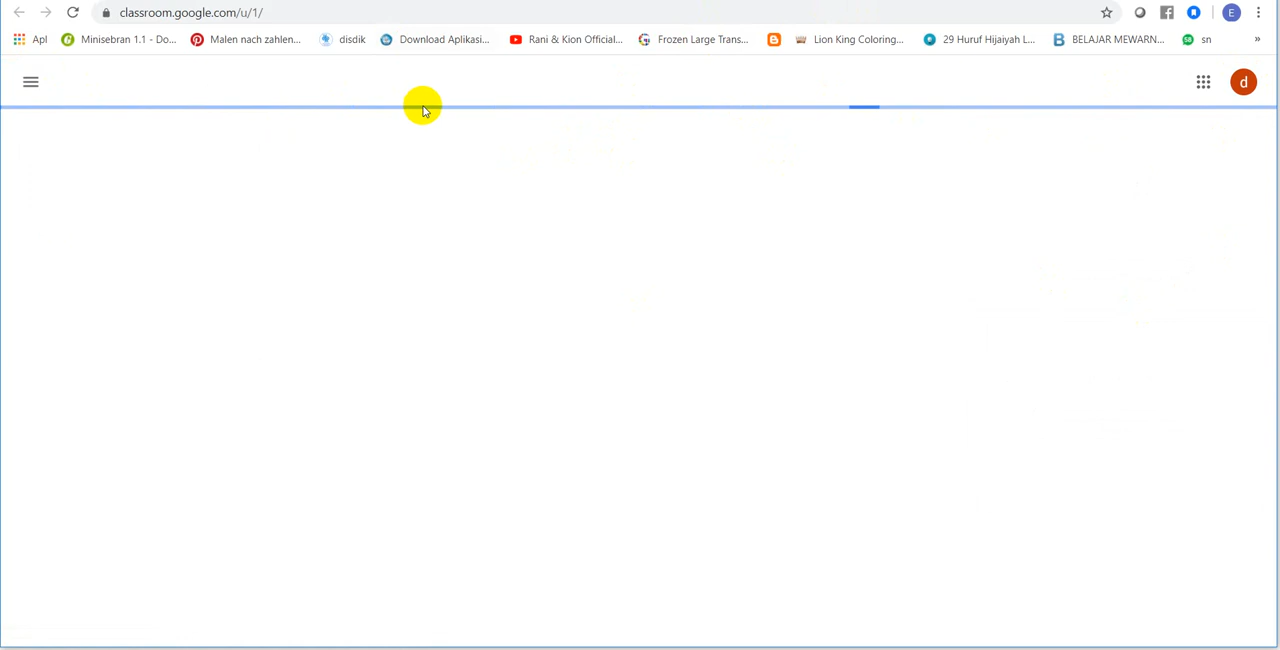 classroom.google.com/u/1/
E
Apl Minisebran 1.1 - Do... Malen nach zahlen... disdik Download Aplikasi... Rani & Kion Official... Frozen Large Trans... Lion King Coloring... 29 Huruf Hijaiyah L... BELAJAR MEWARN... sn »
d